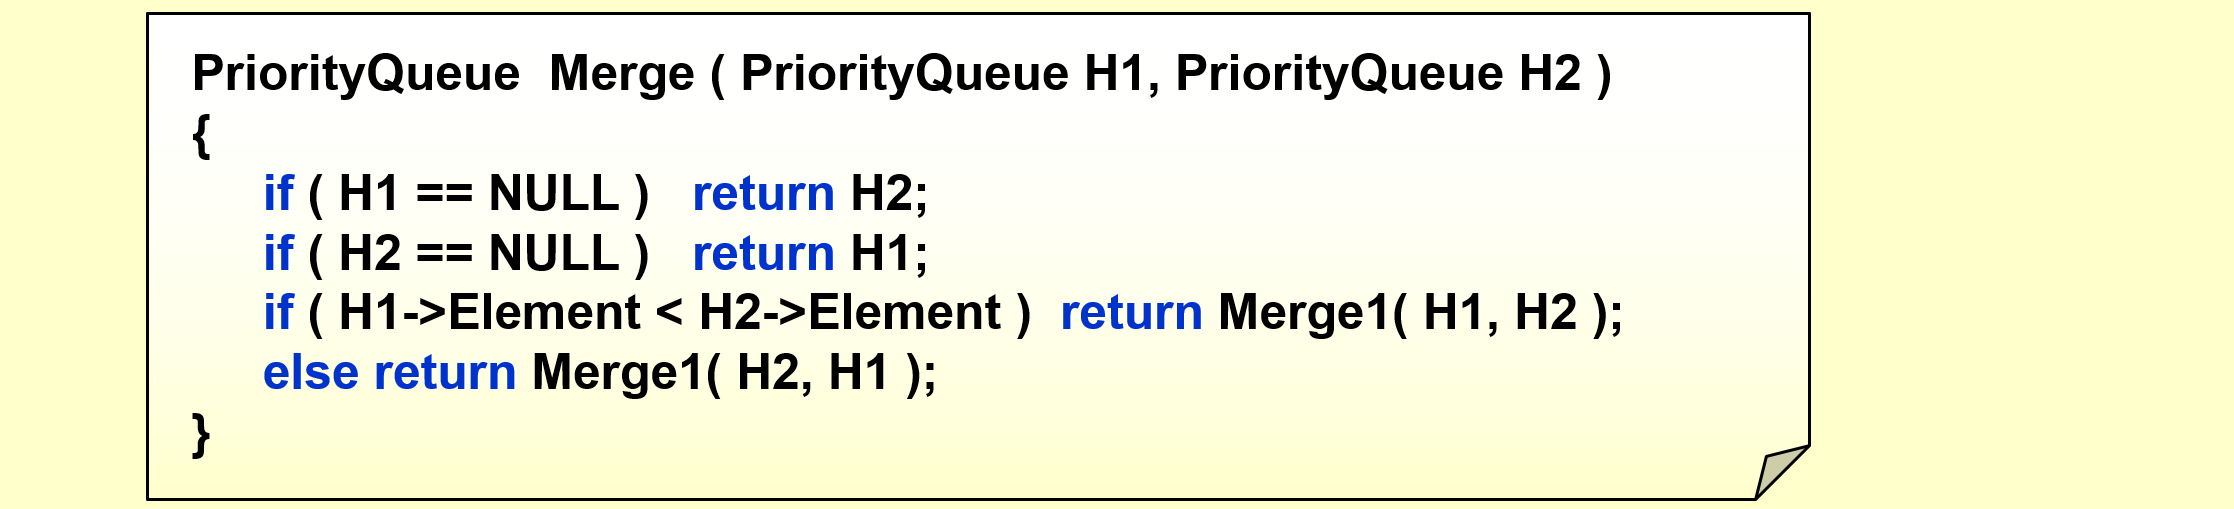 PriorityQueue  Merge ( PriorityQueue H1, PriorityQueue H2 )
{
if ( H1 == NULL )   return H2;
if ( H2 == NULL )   return H1;
if ( H1->Element < H2->Element )  return Merge1( H1, H2 );
else return Merge1( H2, H1 );
}